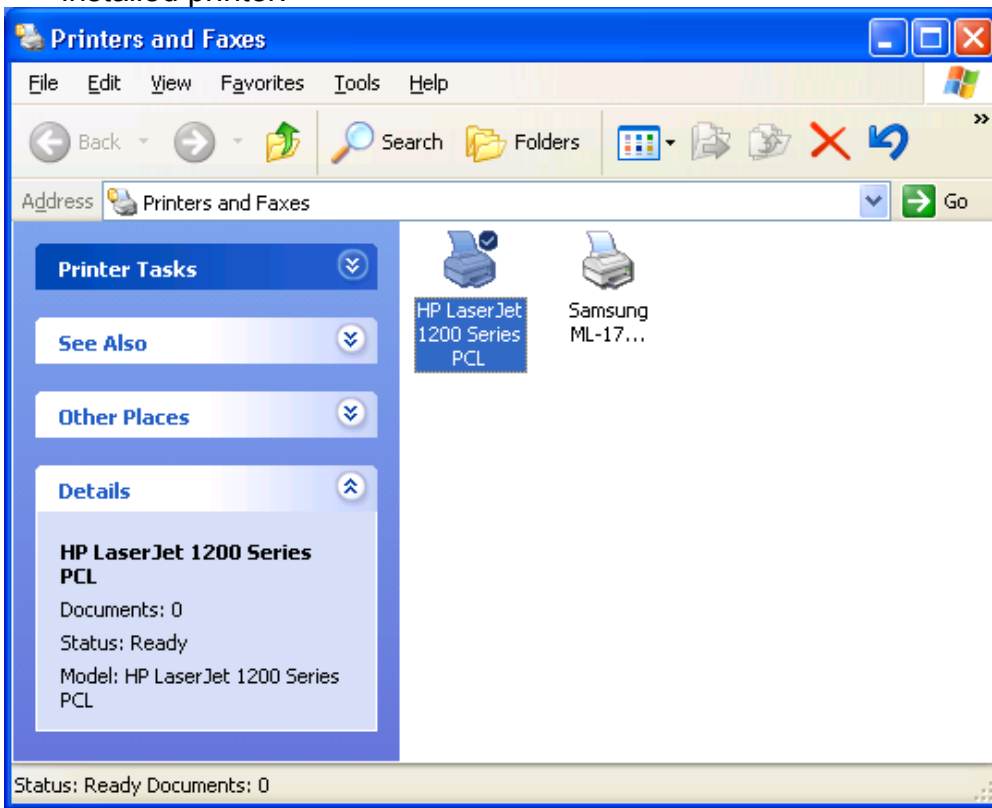 Printers and Faxes
File Edit View Favorites Tools Help
Back Search Folders »
Address Printers and Faxes Go
Printer Tasks
See Also
Other Places
Details
HP LaserJet 1200 Series
PCL
Documents: 0
Status: Ready
Model: HP LaserJet 1200 Series
PCL
HP LaserJet
1200 Series
PCL
Samsung
ML-17...
Status: Ready Documents: 0